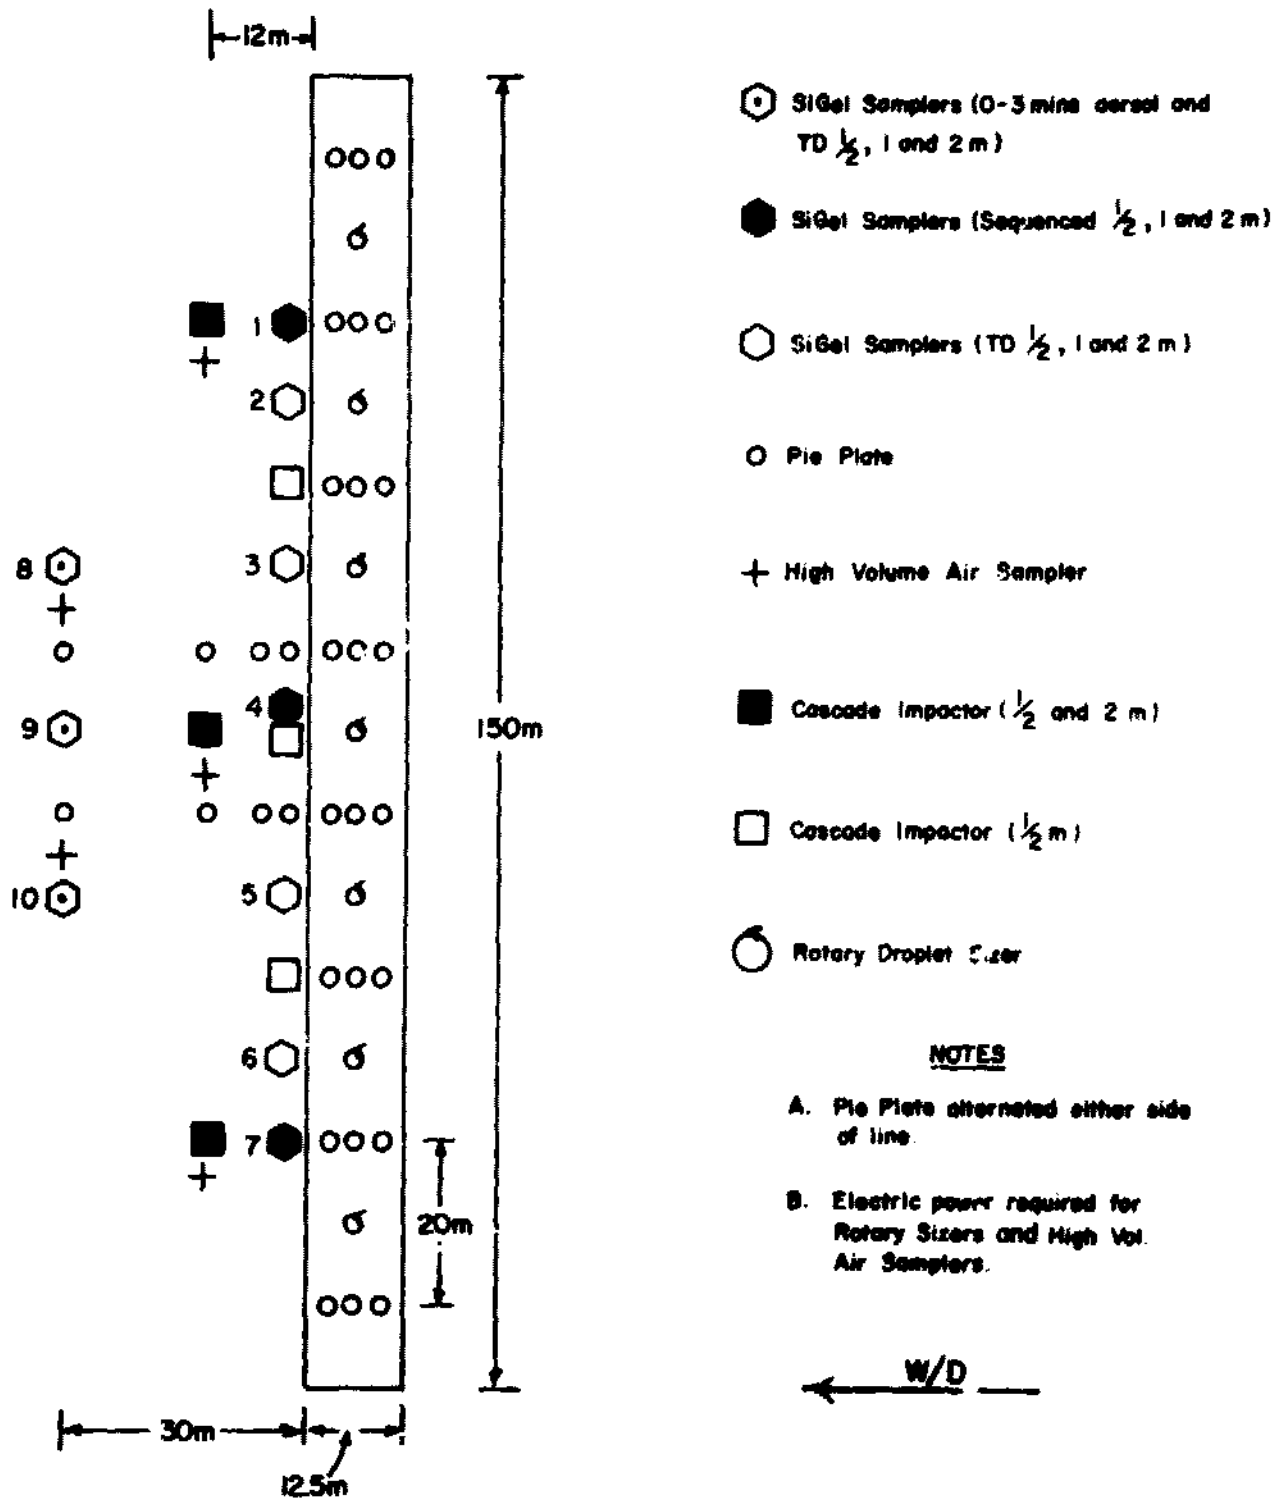 12m
SiGel Samplers (0-3 mins aersol and
TD ½, 1 and 2 m)
SiGel Samplers (Sequenced ½, 1 and 2 m)
1
2
SiGel Samplers (TD ½, 1 and 2 m)
Pie Plate
8
3
High Volume Air Sampler
4
9
150m
Cascade Impactor (½ and 2 m)
Cascade Impactor (½ m)
10
5
Rotary Droplet
6
NOTES
A. Pie Plate alternated either side
of line.
7
20m
B. Electric power required for
Rotary Sizers and High Vol.
Air Samplers.
W/D
30m
12.5m